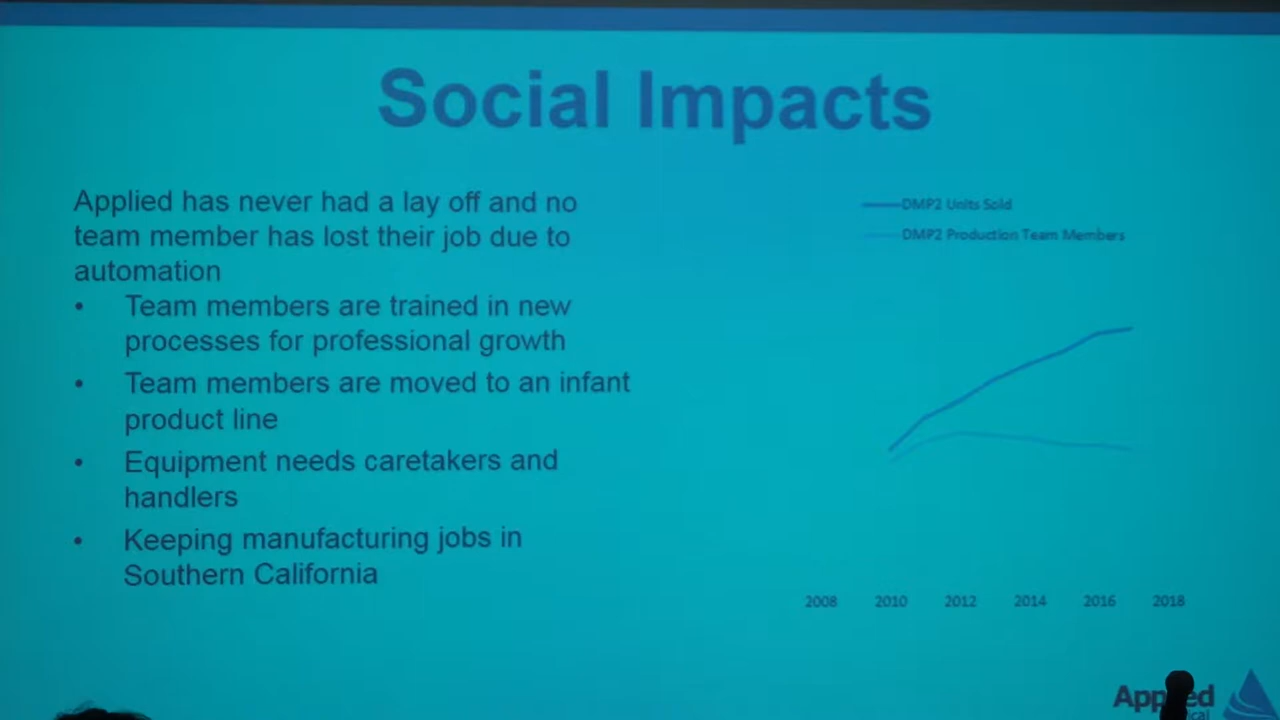 Social Impacts
Applied has never had a lay off and no
team member has lost their job due to
automation
• Team members are trained in new
processes for professional growth
• Team members are moved to an infant
product line
• Equipment needs caretakers and
handlers
• Keeping manufacturing jobs in
Southern California
DMP2 Units Sold
DMP2 Production Team Members
2008 2010 2012 2014 2016 2018